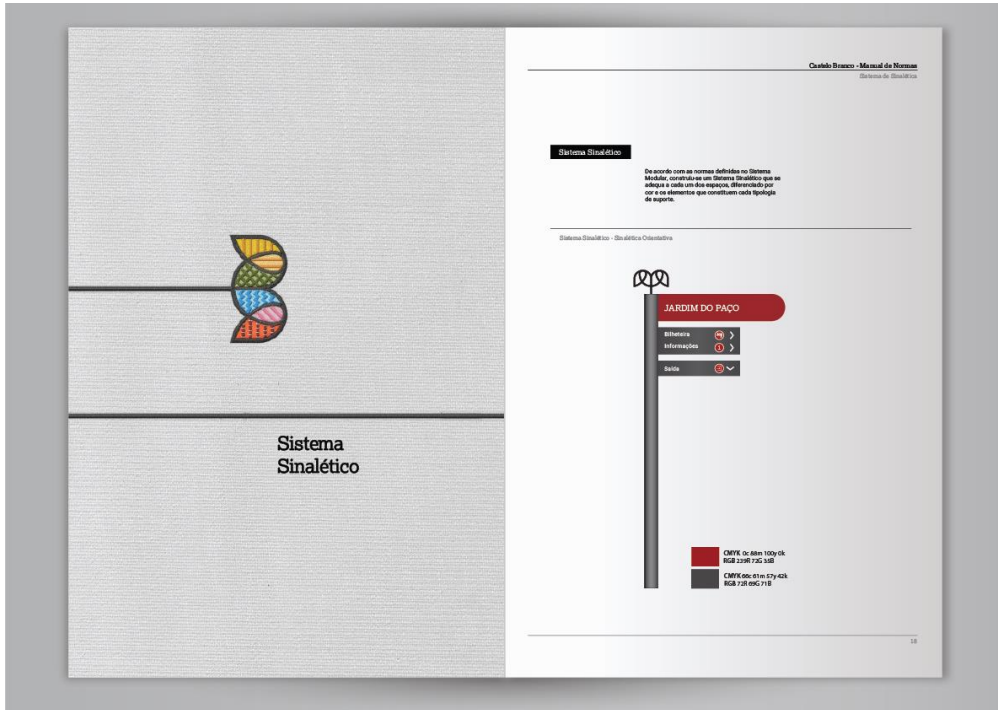 Sistema
Sinalético
Castelo Branco - Manual de Normas
Sistema de Sinalética
Sistema Sinalético
De acordo com as normas definidas no Sistema
Modular, construiu-se um Sistema Sinalético que se
adequa a cada um dos espaços, diferenciado por
cor e os elementos que constituem cada tipologia
de suporte.
Sistema Sinalético - Sinalética Orientativa
JARDIM DO PAÇO
Bilheteira
Informações
Saída
CMYK 0c 88m 100y 0k
RGB 239R 72G 35B
CMYK 66c 61m 57y 42k
RGB 72R 69G 71B
18